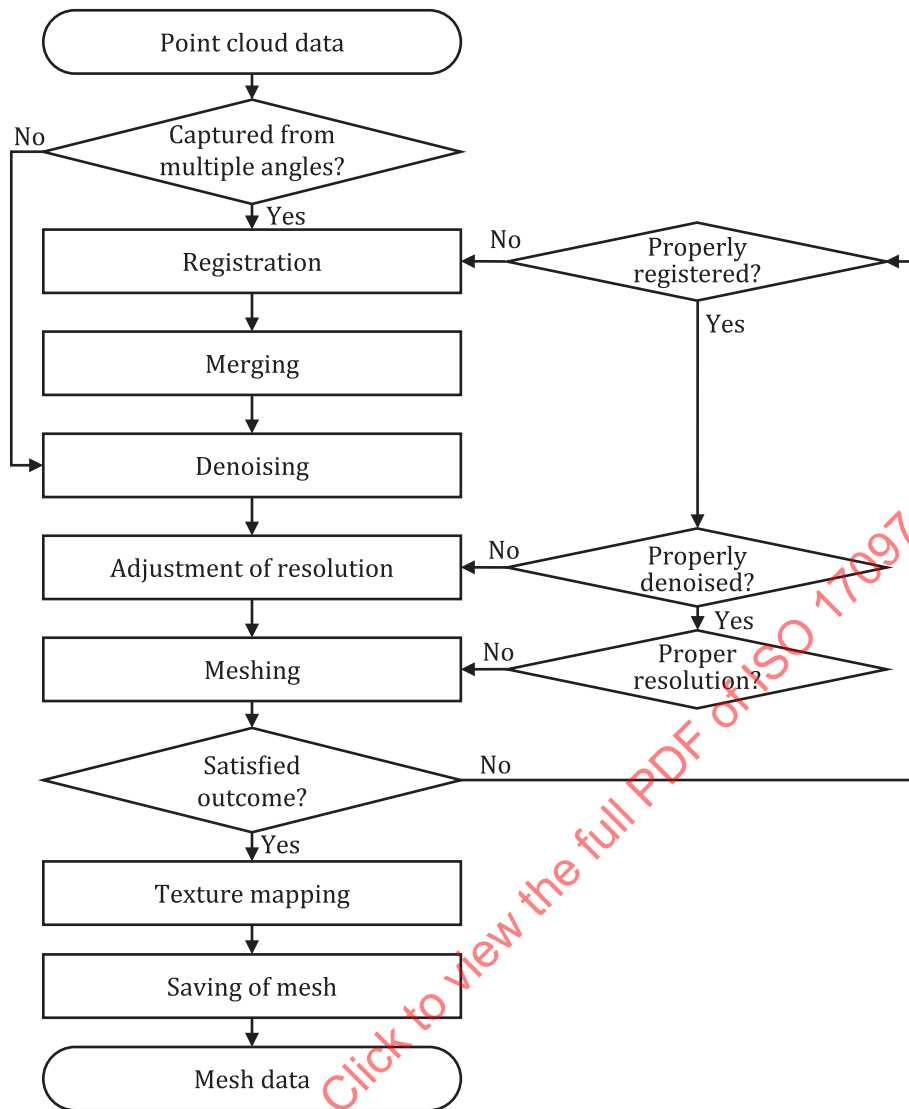 Point cloud data
No
Captured from
multiple angles?
Yes
Registration
No
Properly
registered?
Yes
Merging
Denoising
Adjustment of resolution
No
Properly
denoised?
Yes
Meshing
No
Proper
resolution?
Satisfied
outcome?
No
Yes
Texture mapping
Saving of mesh
Mesh data
Click to view the full PDF of ISO 17097